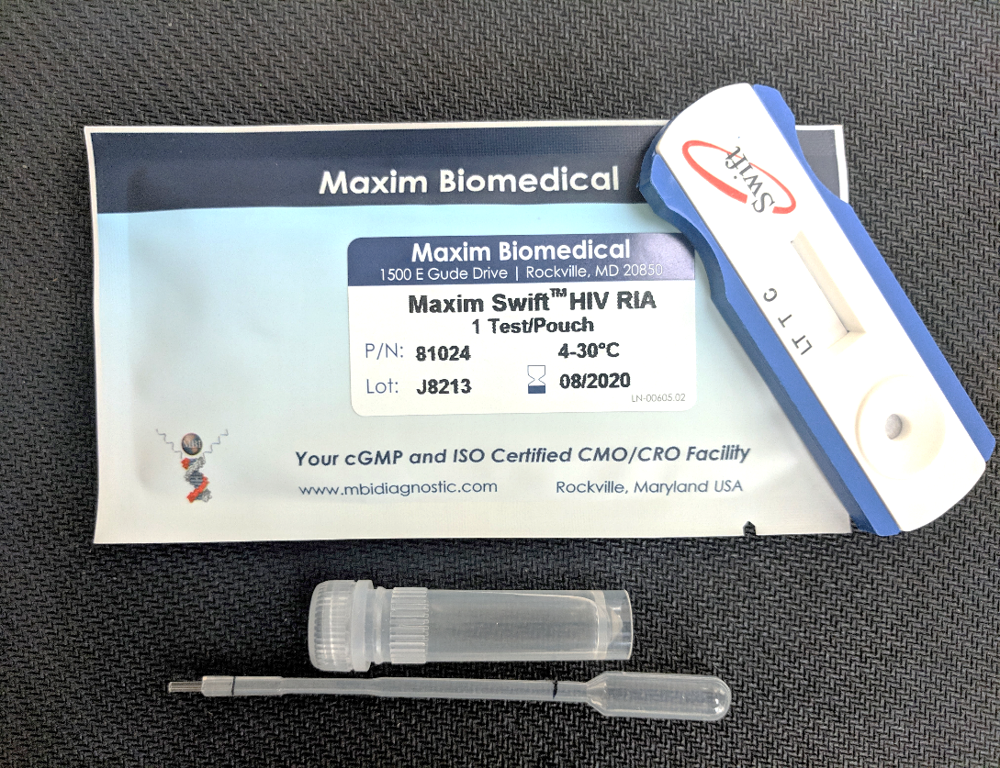 Maxim Biomedical
Maxim Biomedical
1500 E Gude Drive | Rockville, MD 20850
Maxim Swift™ HIV RIA
1 Test/Pouch
P/N: 81024 4-30°C
Lot: J8213 08/2020
LN-00605.02
MBI
Your cGMP and ISO Certified CMO/CRO Facility
www.mbidiagnostic.com Rockville, Maryland USA
Swift
LT T C